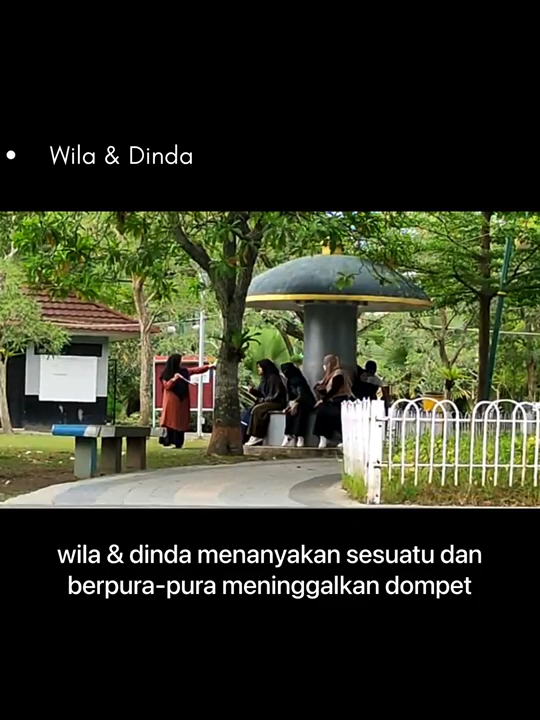 • Wila & Dinda
wila & dinda menanyakan sesuatu dan
berpura-pura meninggalkan dompet